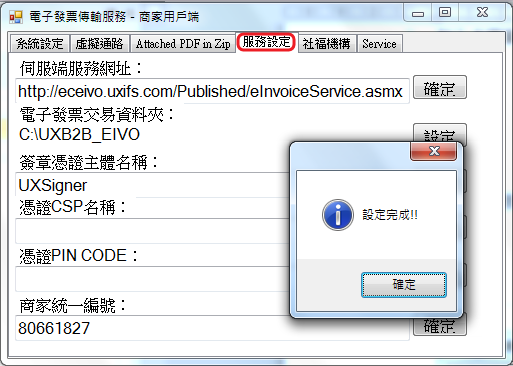 電子發票傳輸服務 - 商家用戶端
系統設定 虛擬通路 Attached PDF in Zip 服務設定 社福機構 Service
伺服端服務網址：
http://eceivo.uxifs.com/Published/eInvoiceService.asmx 確定
電子發票交易資料夾：
C:\UXB2B_EIVO 設定
簽章憑證主體名稱：
UXSigner
設定完成!!
憑證CSP名稱：
憑證PIN CODE：
確定
商家統一編號：
80661827 確定